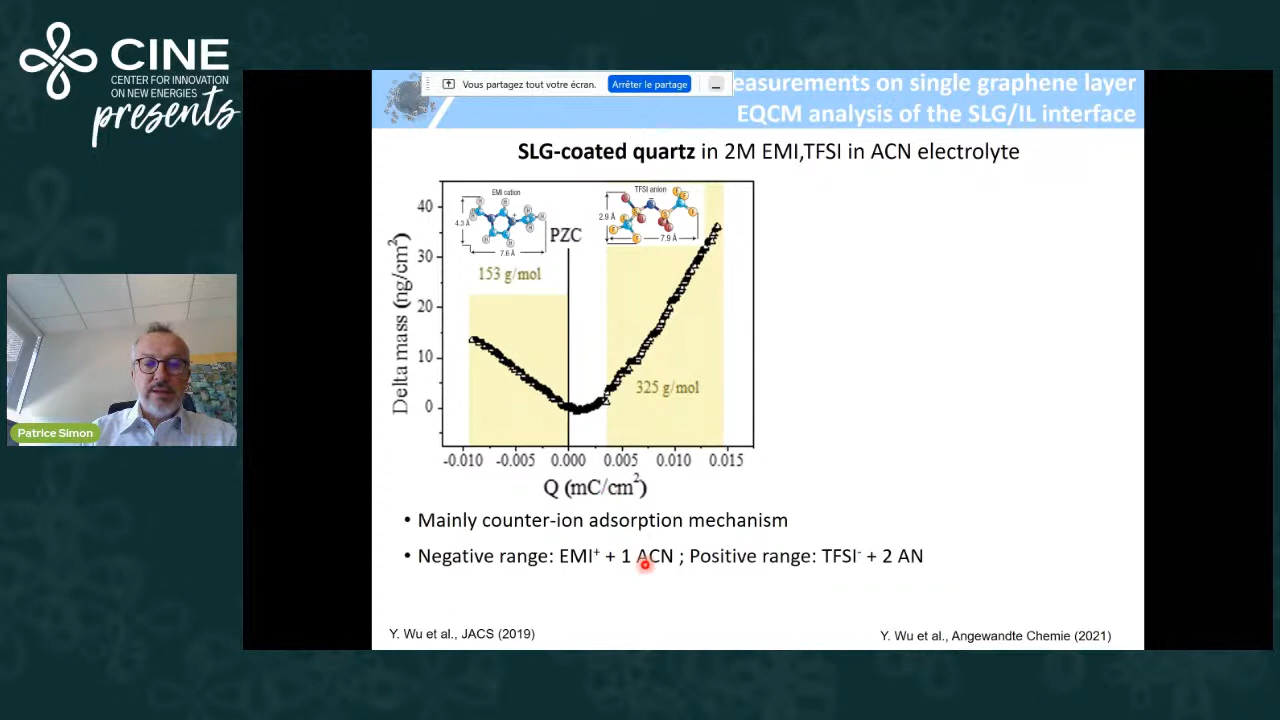 CINE
CENTER FOR INNOVATION
ON NEW ENERGIES
presents
Vous partagez tout votre écran.
Arrêter le partage
easurements on single graphene layer
EQCM analysis of the SLG/IL interface
SLG-coated quartz in 2M EMI,TFSI in ACN electrolyte
EMI cation
4.3 Å
7.6 Å
TFSI anion
2.9 Å
7.9 Å
PZC
153 g/mol
325 g/mol
Delta mass (ng/cm²)
40
30
20
10
0
-0.010 -0.005 0.000 0.005 0.010 0.015
Q (mC/cm²)
• Mainly counter-ion adsorption mechanism
• Negative range: EMI⁺ + 1 ACN ; Positive range: TFSI⁻ + 2 AN
Y. Wu et al., JACS (2019)
Y. Wu et al., Angewandte Chemie (2021)
Patrice Simon